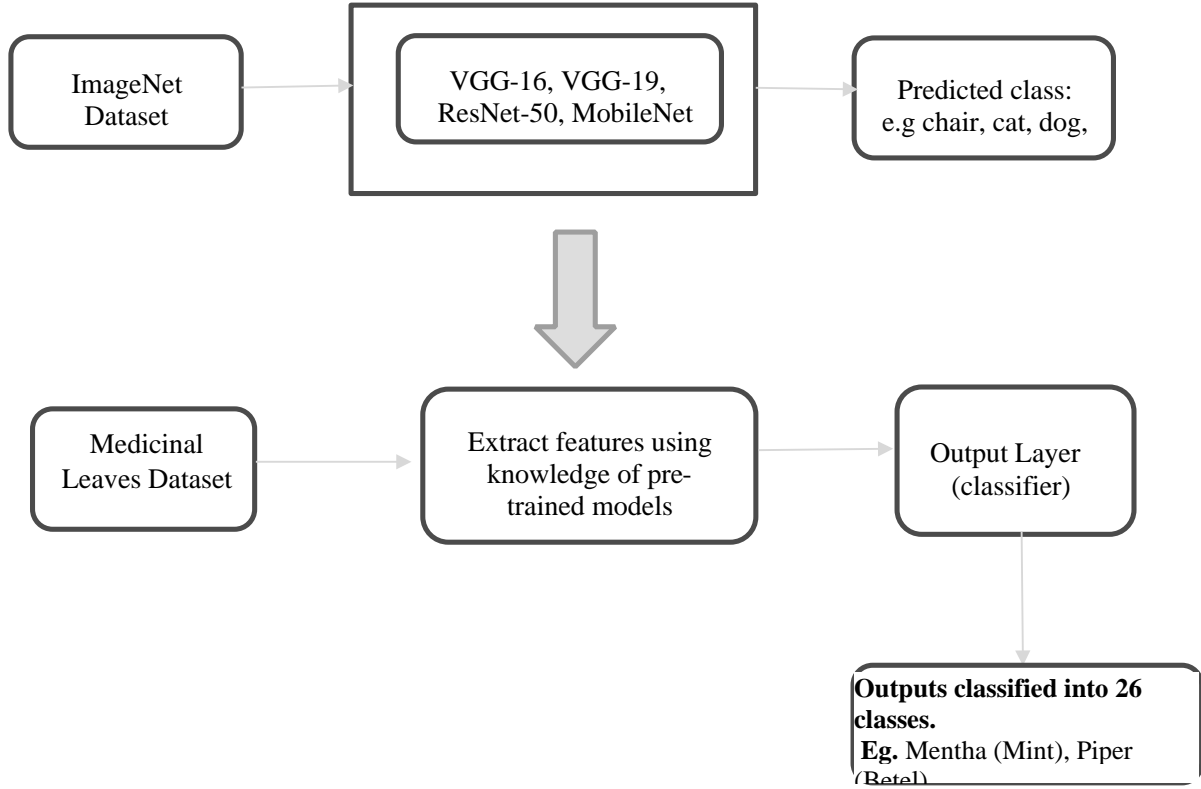 ImageNet
Dataset
VGG-16, VGG-19,
ResNet-50, MobileNet
Predicted class:
e.g chair, cat, dog,
Medicinal
Leaves Dataset
Extract features using
knowledge of pre-
trained models
Output Layer
(classifier)
Outputs classified into 26
classes.
Eg. Mentha (Mint), Piper
(Betel)